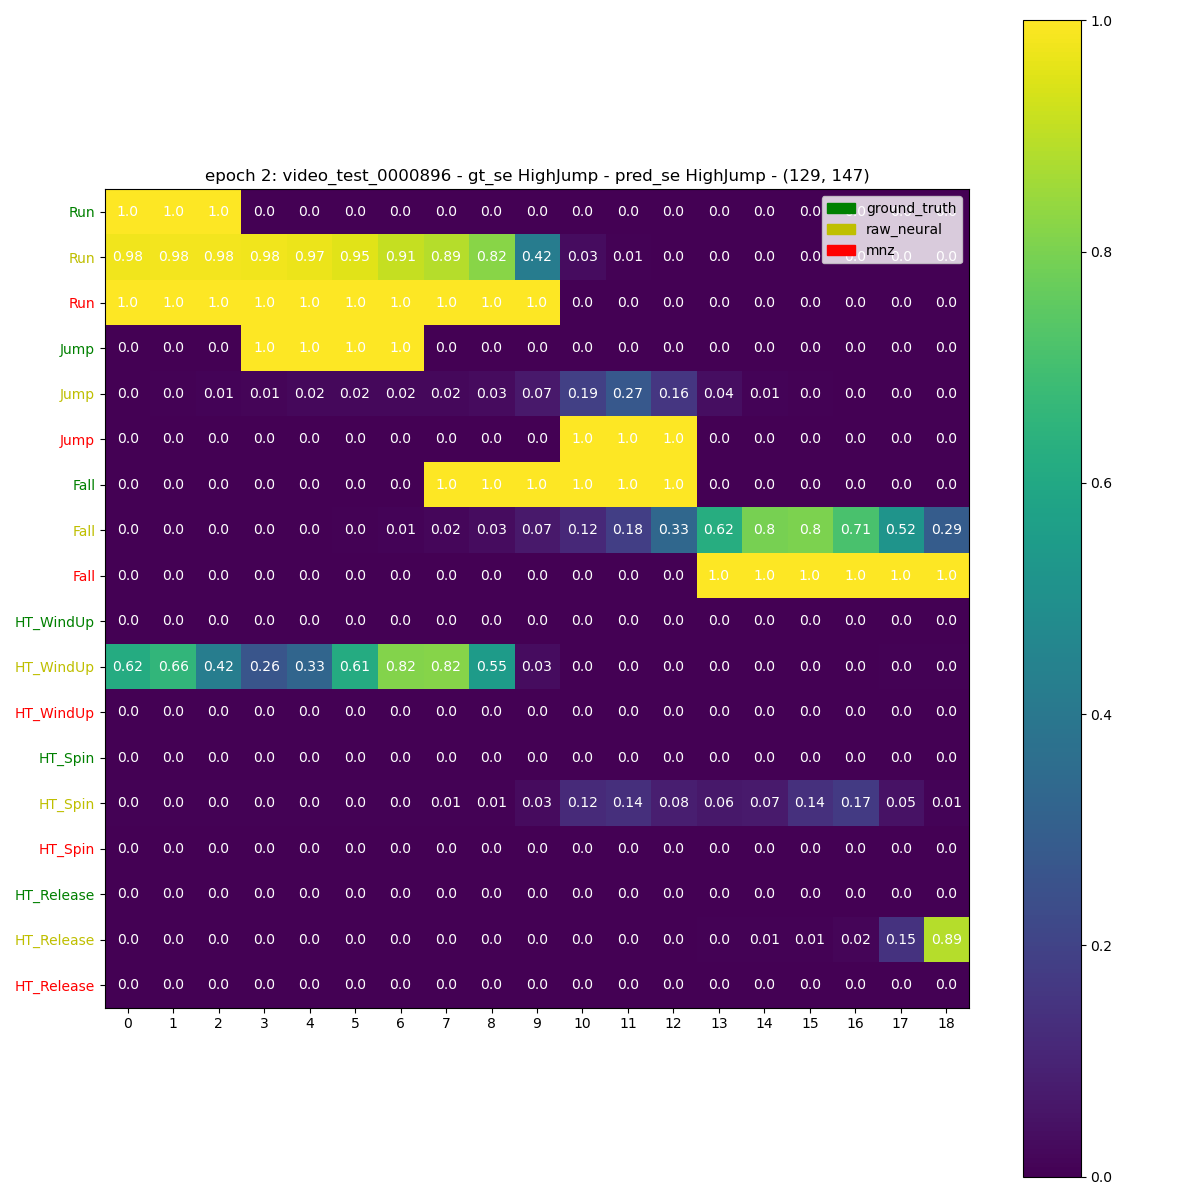 epoch 2: video_test_0000896 - gt_se HighJump - pred_se HighJump - (129, 147)
1.0
ground_truth
raw_neural
mnz
Run 1.0 1.0 1.0 0.0 0.0 0.0 0.0 0.0 0.0 0.0 0.0 0.0 0.0 0.0 0.0 0.0 0.0 0.0 0.0
Run 0.98 0.98 0.98 0.98 0.97 0.95 0.91 0.89 0.82 0.42 0.03 0.01 0.0 0.0 0.0 0.0 0.0 0.0 0.0
Run 1.0 1.0 1.0 1.0 1.0 1.0 1.0 1.0 1.0 1.0 0.0 0.0 0.0 0.0 0.0 0.0 0.0 0.0 0.0
Jump 0.0 0.0 0.0 1.0 1.0 1.0 1.0 0.0 0.0 0.0 0.0 0.0 0.0 0.0 0.0 0.0 0.0 0.0 0.0
Jump 0.0 0.0 0.01 0.01 0.02 0.02 0.02 0.02 0.03 0.07 0.19 0.27 0.16 0.04 0.01 0.0 0.0 0.0 0.0
Jump 0.0 0.0 0.0 0.0 0.0 0.0 0.0 0.0 0.0 0.0 1.0 1.0 1.0 0.0 0.0 0.0 0.0 0.0 0.0
Fall 0.0 0.0 0.0 0.0 0.0 0.0 0.0 1.0 1.0 1.0 1.0 1.0 1.0 0.0 0.0 0.0 0.0 0.0 0.0
Fall 0.0 0.0 0.0 0.0 0.0 0.0 0.01 0.02 0.03 0.07 0.12 0.18 0.33 0.62 0.8 0.8 0.71 0.52 0.29
Fall 0.0 0.0 0.0 0.0 0.0 0.0 0.0 0.0 0.0 0.0 0.0 0.0 0.0 1.0 1.0 1.0 1.0 1.0 1.0
HT_WindUp 0.0 0.0 0.0 0.0 0.0 0.0 0.0 0.0 0.0 0.0 0.0 0.0 0.0 0.0 0.0 0.0 0.0 0.0 0.0
HT_WindUp 0.62 0.66 0.42 0.26 0.33 0.61 0.82 0.82 0.55 0.03 0.0 0.0 0.0 0.0 0.0 0.0 0.0 0.0 0.0
HT_WindUp 0.0 0.0 0.0 0.0 0.0 0.0 0.0 0.0 0.0 0.0 0.0 0.0 0.0 0.0 0.0 0.0 0.0 0.0 0.0
HT_Spin 0.0 0.0 0.0 0.0 0.0 0.0 0.0 0.0 0.0 0.0 0.0 0.0 0.0 0.0 0.0 0.0 0.0 0.0 0.0
HT_Spin 0.0 0.0 0.0 0.0 0.0 0.0 0.0 0.01 0.01 0.03 0.12 0.14 0.08 0.06 0.07 0.14 0.17 0.05 0.01
HT_Spin 0.0 0.0 0.0 0.0 0.0 0.0 0.0 0.0 0.0 0.0 0.0 0.0 0.0 0.0 0.0 0.0 0.0 0.0 0.0
HT_Release 0.0 0.0 0.0 0.0 0.0 0.0 0.0 0.0 0.0 0.0 0.0 0.0 0.0 0.0 0.0 0.0 0.0 0.0 0.0
HT_Release 0.0 0.0 0.0 0.0 0.0 0.0 0.0 0.0 0.0 0.0 0.0 0.0 0.0 0.0 0.01 0.01 0.02 0.15 0.89
HT_Release 0.0 0.0 0.0 0.0 0.0 0.0 0.0 0.0 0.0 0.0 0.0 0.0 0.0 0.0 0.0 0.0 0.0 0.0 0.0
0 1 2 3 4 5 6 7 8 9 10 11 12 13 14 15 16 17 18
0.8
0.6
0.4
0.2
0.0